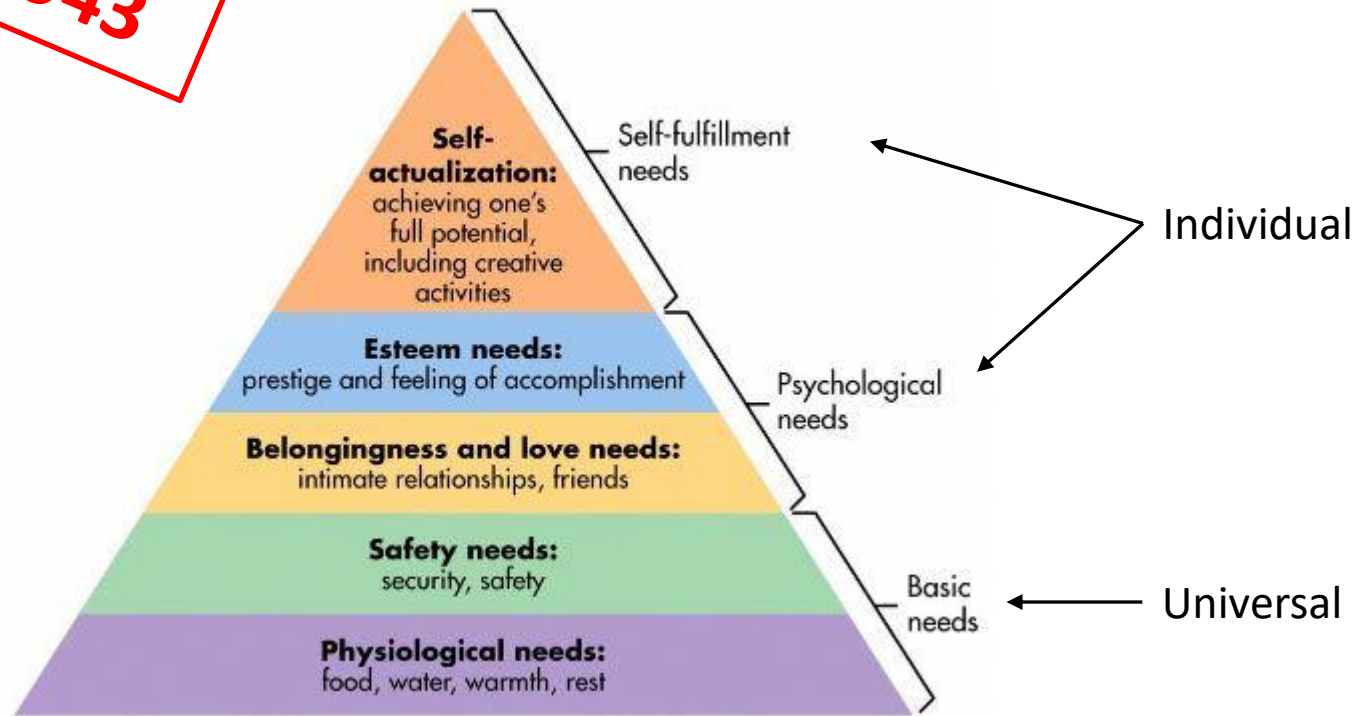 Self-
actualization:
achieving one's
full potential,
including creative
activities
Esteem needs:
prestige and feeling of accomplishment
Belongingness and love needs:
intimate relationships, friends
Safety needs:
security, safety
Physiological needs:
food, water, warmth, rest
Self-fulfillment
needs
Psychological
needs
Basic
needs
Individual
Universal